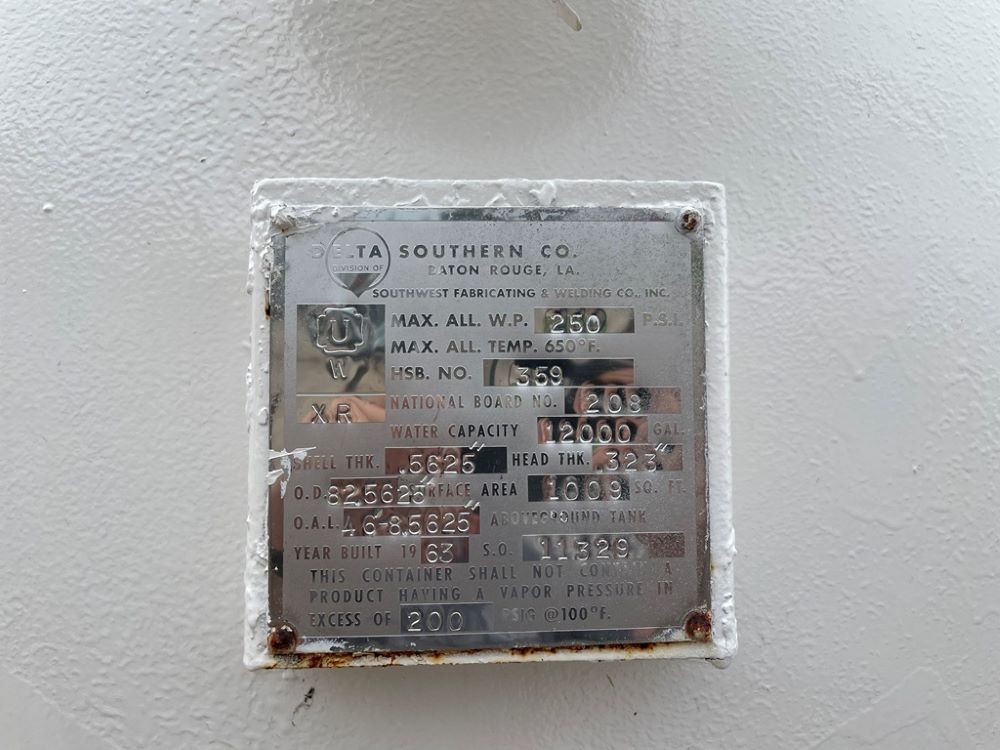 DELTA SOUTHERN CO.
DIVISION OF BATON ROUGE, LA.
SOUTHWEST FABRICATING & WELDING CO., INC.
U MAX. ALL. W.P. 250 P.S.I.
MAX. ALL. TEMP. 650°F.
W HSB. NO. 359
XR NATIONAL BOARD NO. 208
WATER CAPACITY 12000 GAL.
SHELL THK. .5625" HEAD THK. .323"
O.D. 82.5625" SURFACE AREA 1009 SQ. FT.
O.A.L. 46-8.5625" ABOVEGROUND TANK
YEAR BUILT 1963 S.O. 11329
THIS CONTAINER SHALL NOT CONTAIN A
PRODUCT HAVING A VAPOR PRESSURE IN
EXCESS OF 200 PSIG @100°F.